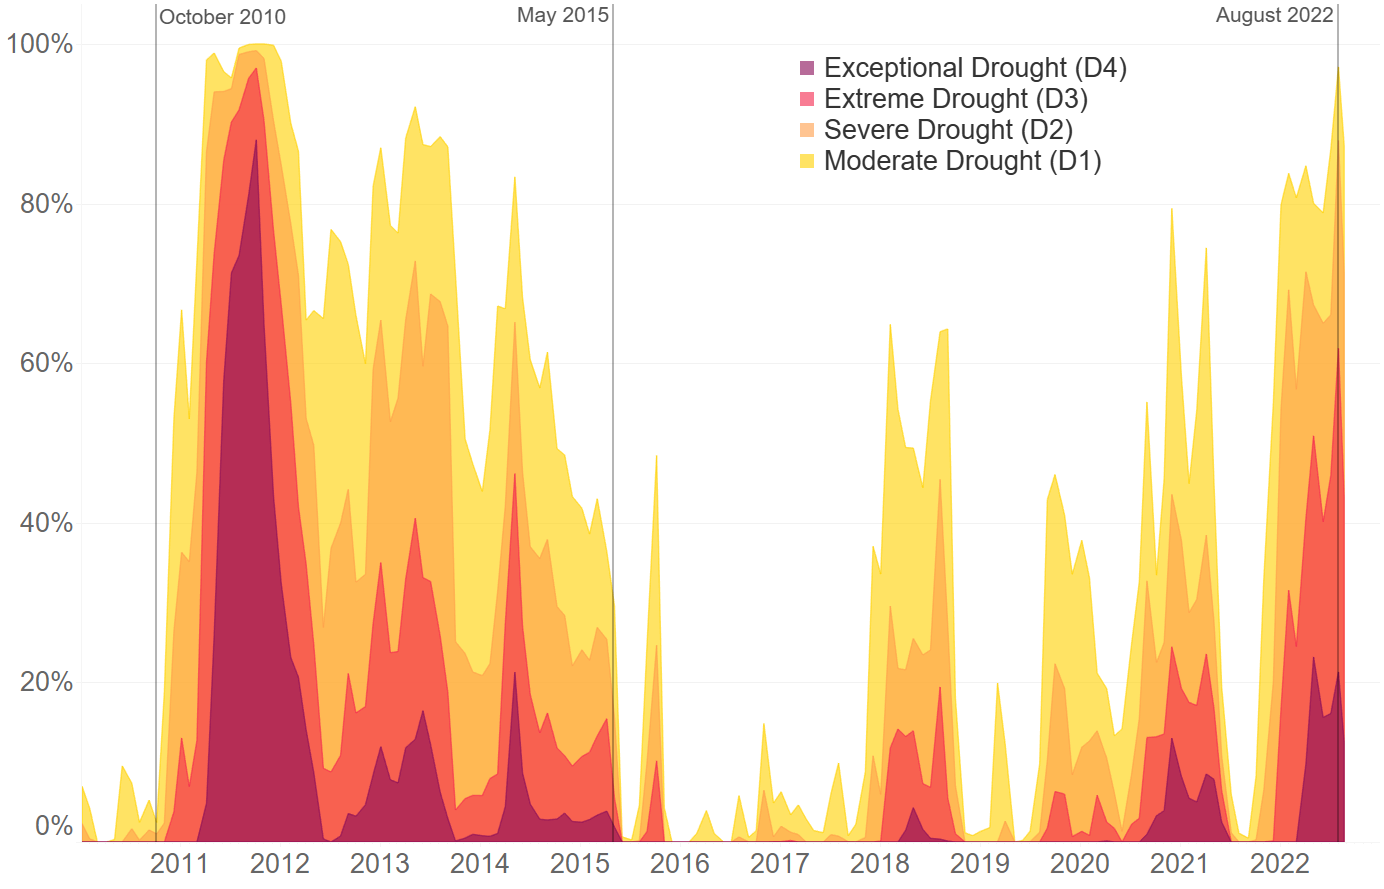 October 2010
May 2015
August 2022
100%
Exceptional Drought (D4)
Extreme Drought (D3)
Severe Drought (D2)
Moderate Drought (D1)
80%
60%
40%
20%
0%
2011 2012 2013 2014 2015 2016 2017 2018 2019 2020 2021 2022